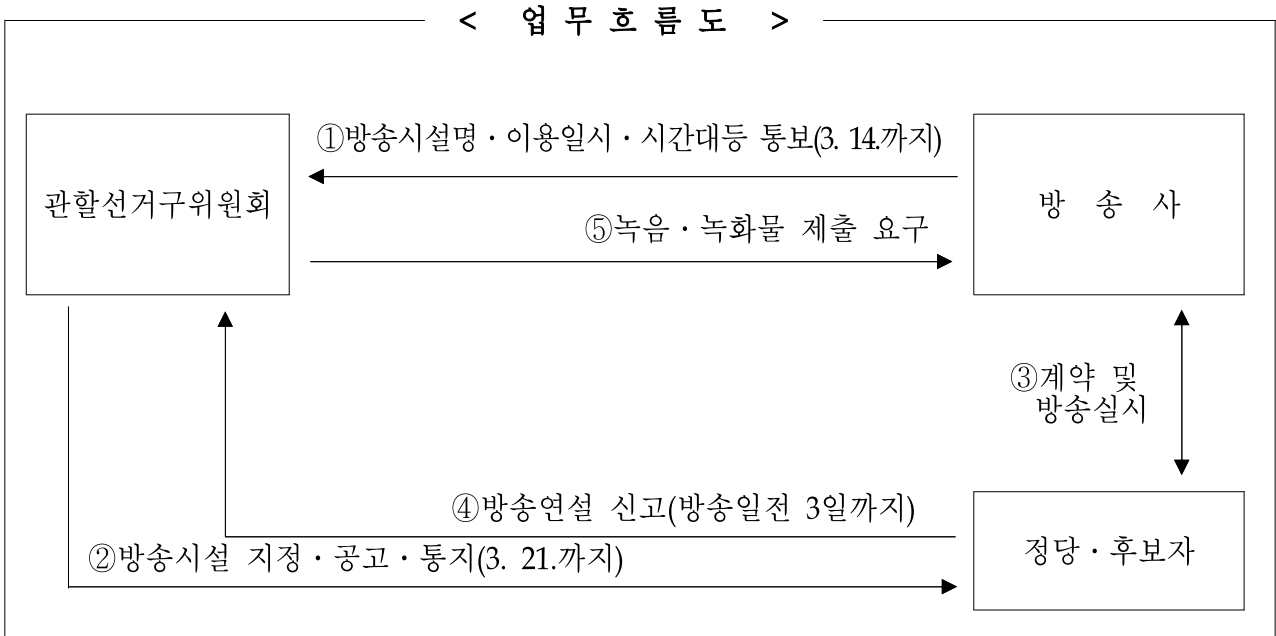 < 업 무 흐 름 도 >
①방송시설명・이용일시・시간대등 통보(3. 14.까지)
관할선거구위원회
방 송 사
⑤녹음・녹화물 제출 요구
③계약 및
방송실시
④방송연설 신고(방송일전 3일까지)
②방송시설 지정・공고・통지(3. 21.까지)
정당・후보자